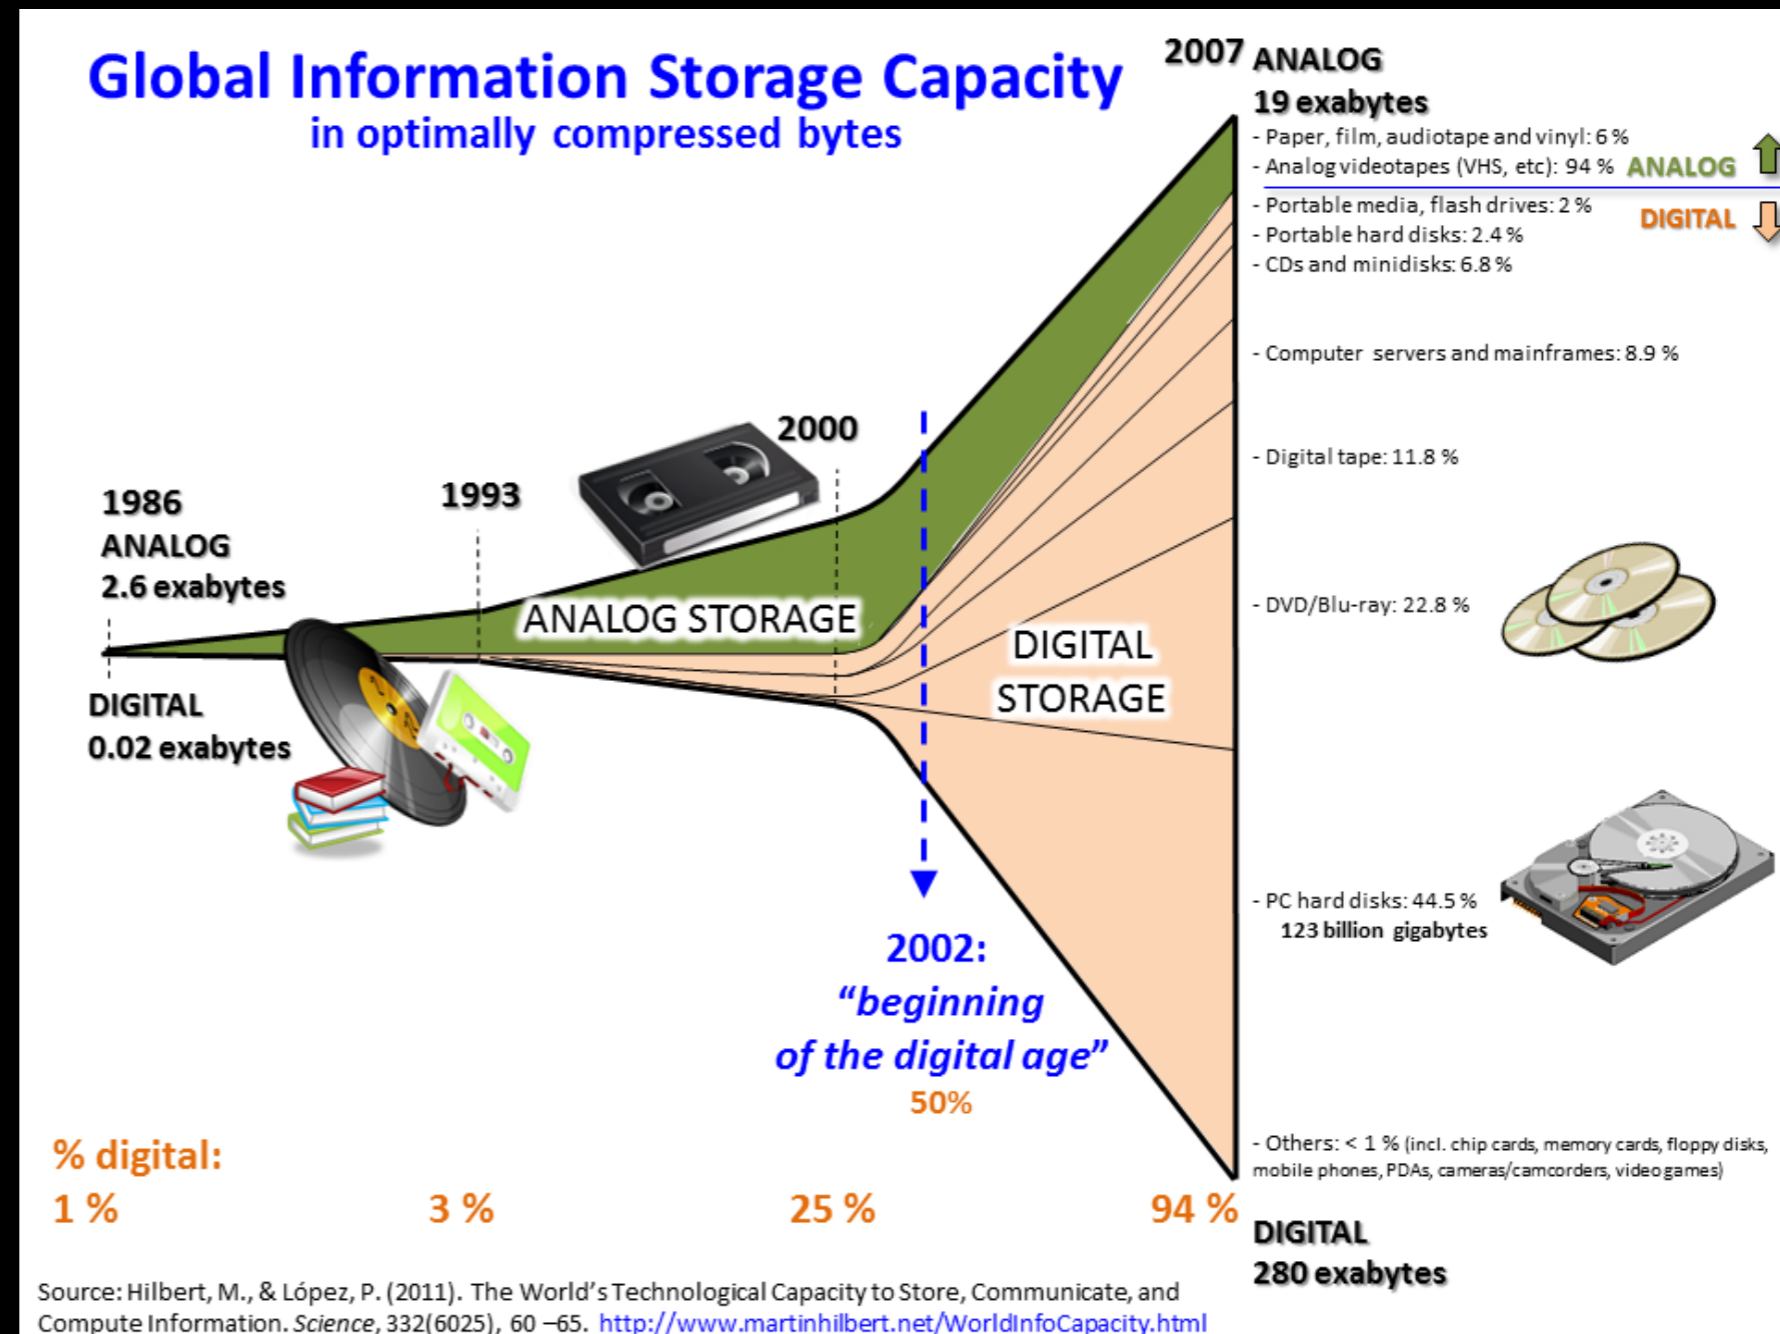 Global Information Storage Capacity
in optimally compressed bytes
2007
ANALOG
19 exabytes
- Paper, film, audiotape and vinyl: 6 %
- Analog videotapes (VHS, etc): 94 %
ANALOG
- Portable media, flash drives: 2 %
DIGITAL
- Portable hard disks: 2.4 %
- CDs and minidisks: 6.8 %
- Computer servers and mainframes: 8.9 %
- Digital tape: 11.8 %
- DVD/Blu-ray: 22.8 %
- PC hard disks: 44.5 %
123 billion gigabytes
- Others: < 1 % (incl. chip cards, memory cards, floppy disks,
mobile phones, PDAs, cameras/camcorders, video games)
DIGITAL
280 exabytes
1986
ANALOG
2.6 exabytes
DIGITAL
0.02 exabytes
1993
2000
ANALOG STORAGE
DIGITAL
STORAGE
2002:
“beginning
of the digital age”
50%
% digital:
1 %
3 %
25 %
94 %
Source: Hilbert, M., & López, P. (2011). The World’s Technological Capacity to Store, Communicate, and
Compute Information. Science, 332(6025), 60 –65. http://www.martinhilbert.net/WorldInfoCapacity.html